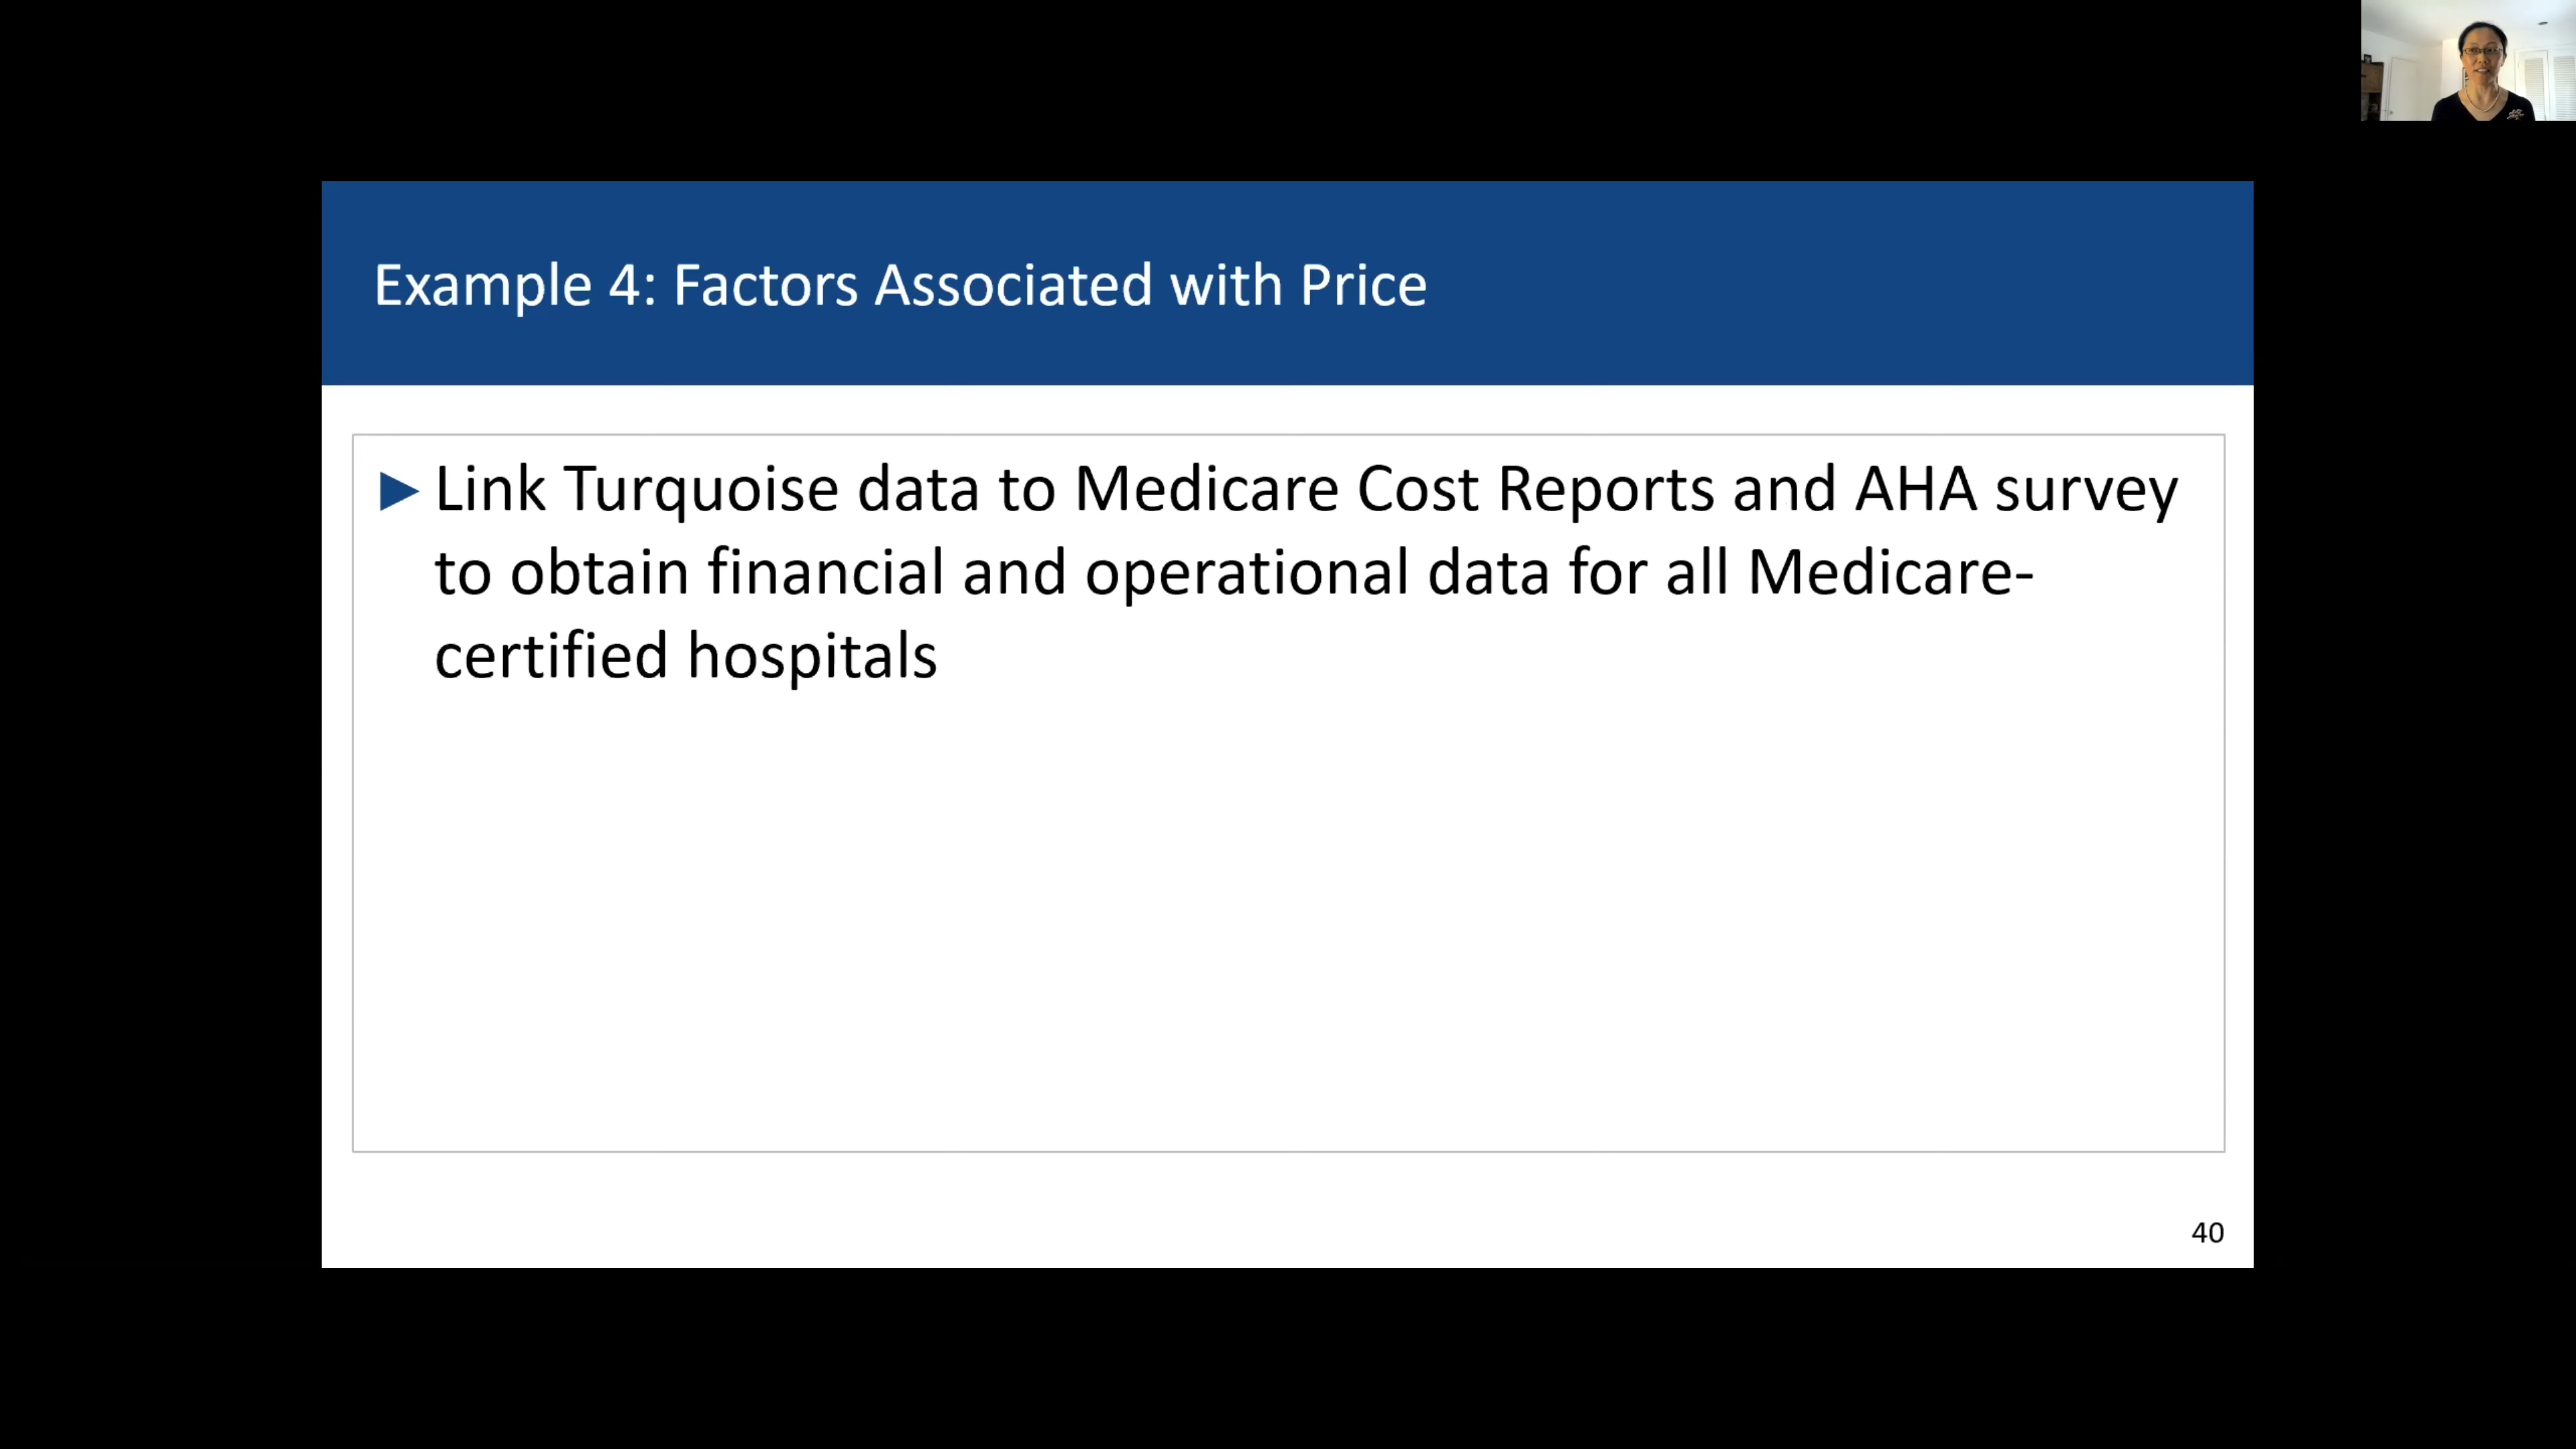 Example 4: Factors Associated with Price
Link Turquoise data to Medicare Cost Reports and AHA survey
to obtain financial and operational data for all Medicare-
certified hospitals
40